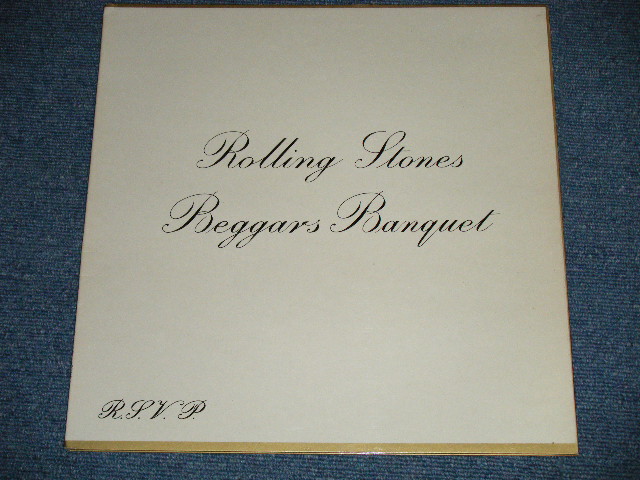 Rolling Stones
Beggars Banquet
R.S.V.P.